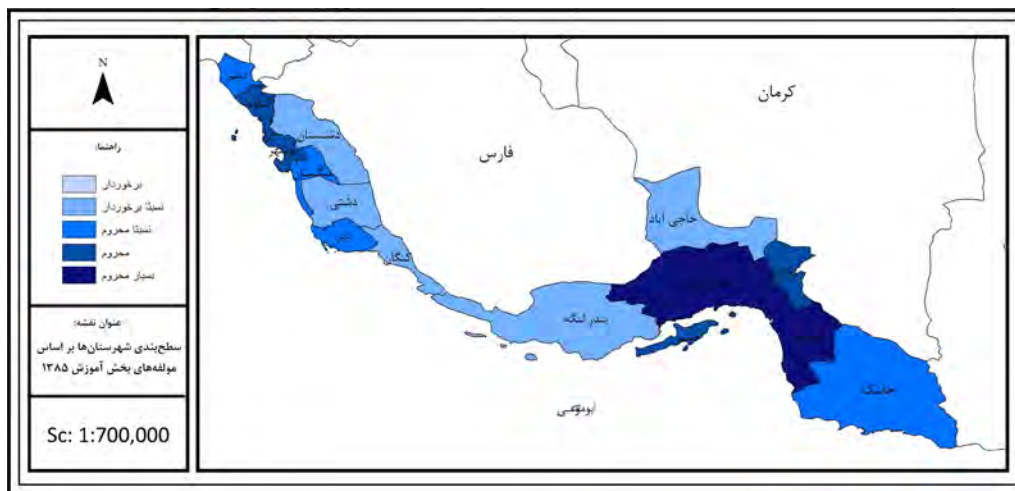 N
راهنما:
برخوردار
نسبتا برخوردار
نسبتا محروم
محروم
بسیار محروم
عنوان نقشه:
سطح‌بندی شهرستان‌ها بر اساس
مولفه‌های بخش آموزش ۱۳۸۵
Sc: 1:700,000
کرمان
فارس
دشتستان
دشتی
کنگان
حاجی آباد
بندر لنگه
جاسک
ابوموسی